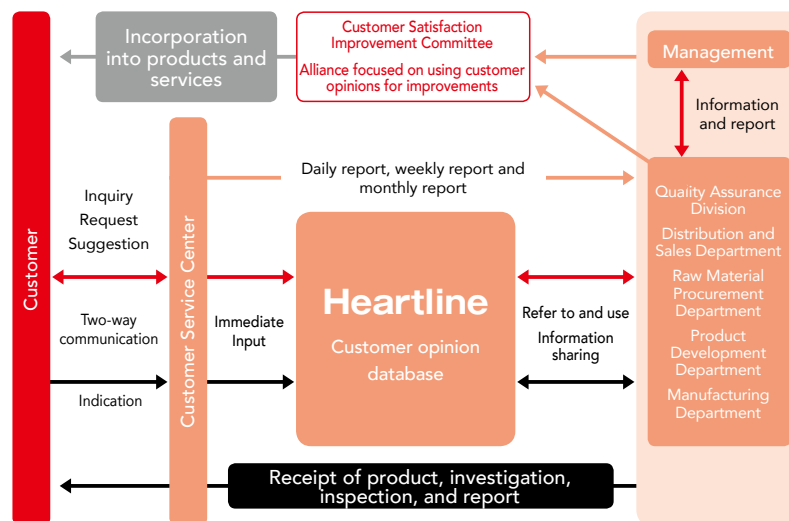 Incorporation
into products and
services
Customer Satisfaction
Improvement Committee
Alliance focused on using customer
opinions for improvements
Management
Information
and report
Customer
Inquiry
Request
Suggestion
Two-way
communication
Indication
Customer Service Center
Daily report, weekly report and
monthly report
Immediate
Input
Heartline
Customer opinion
database
Refer to and use
Information
sharing
Quality Assurance
Division
Distribution and
Sales Department
Raw Material
Procurement
Department
Product
Development
Department
Manufacturing
Department
Receipt of product, investigation,
inspection, and report